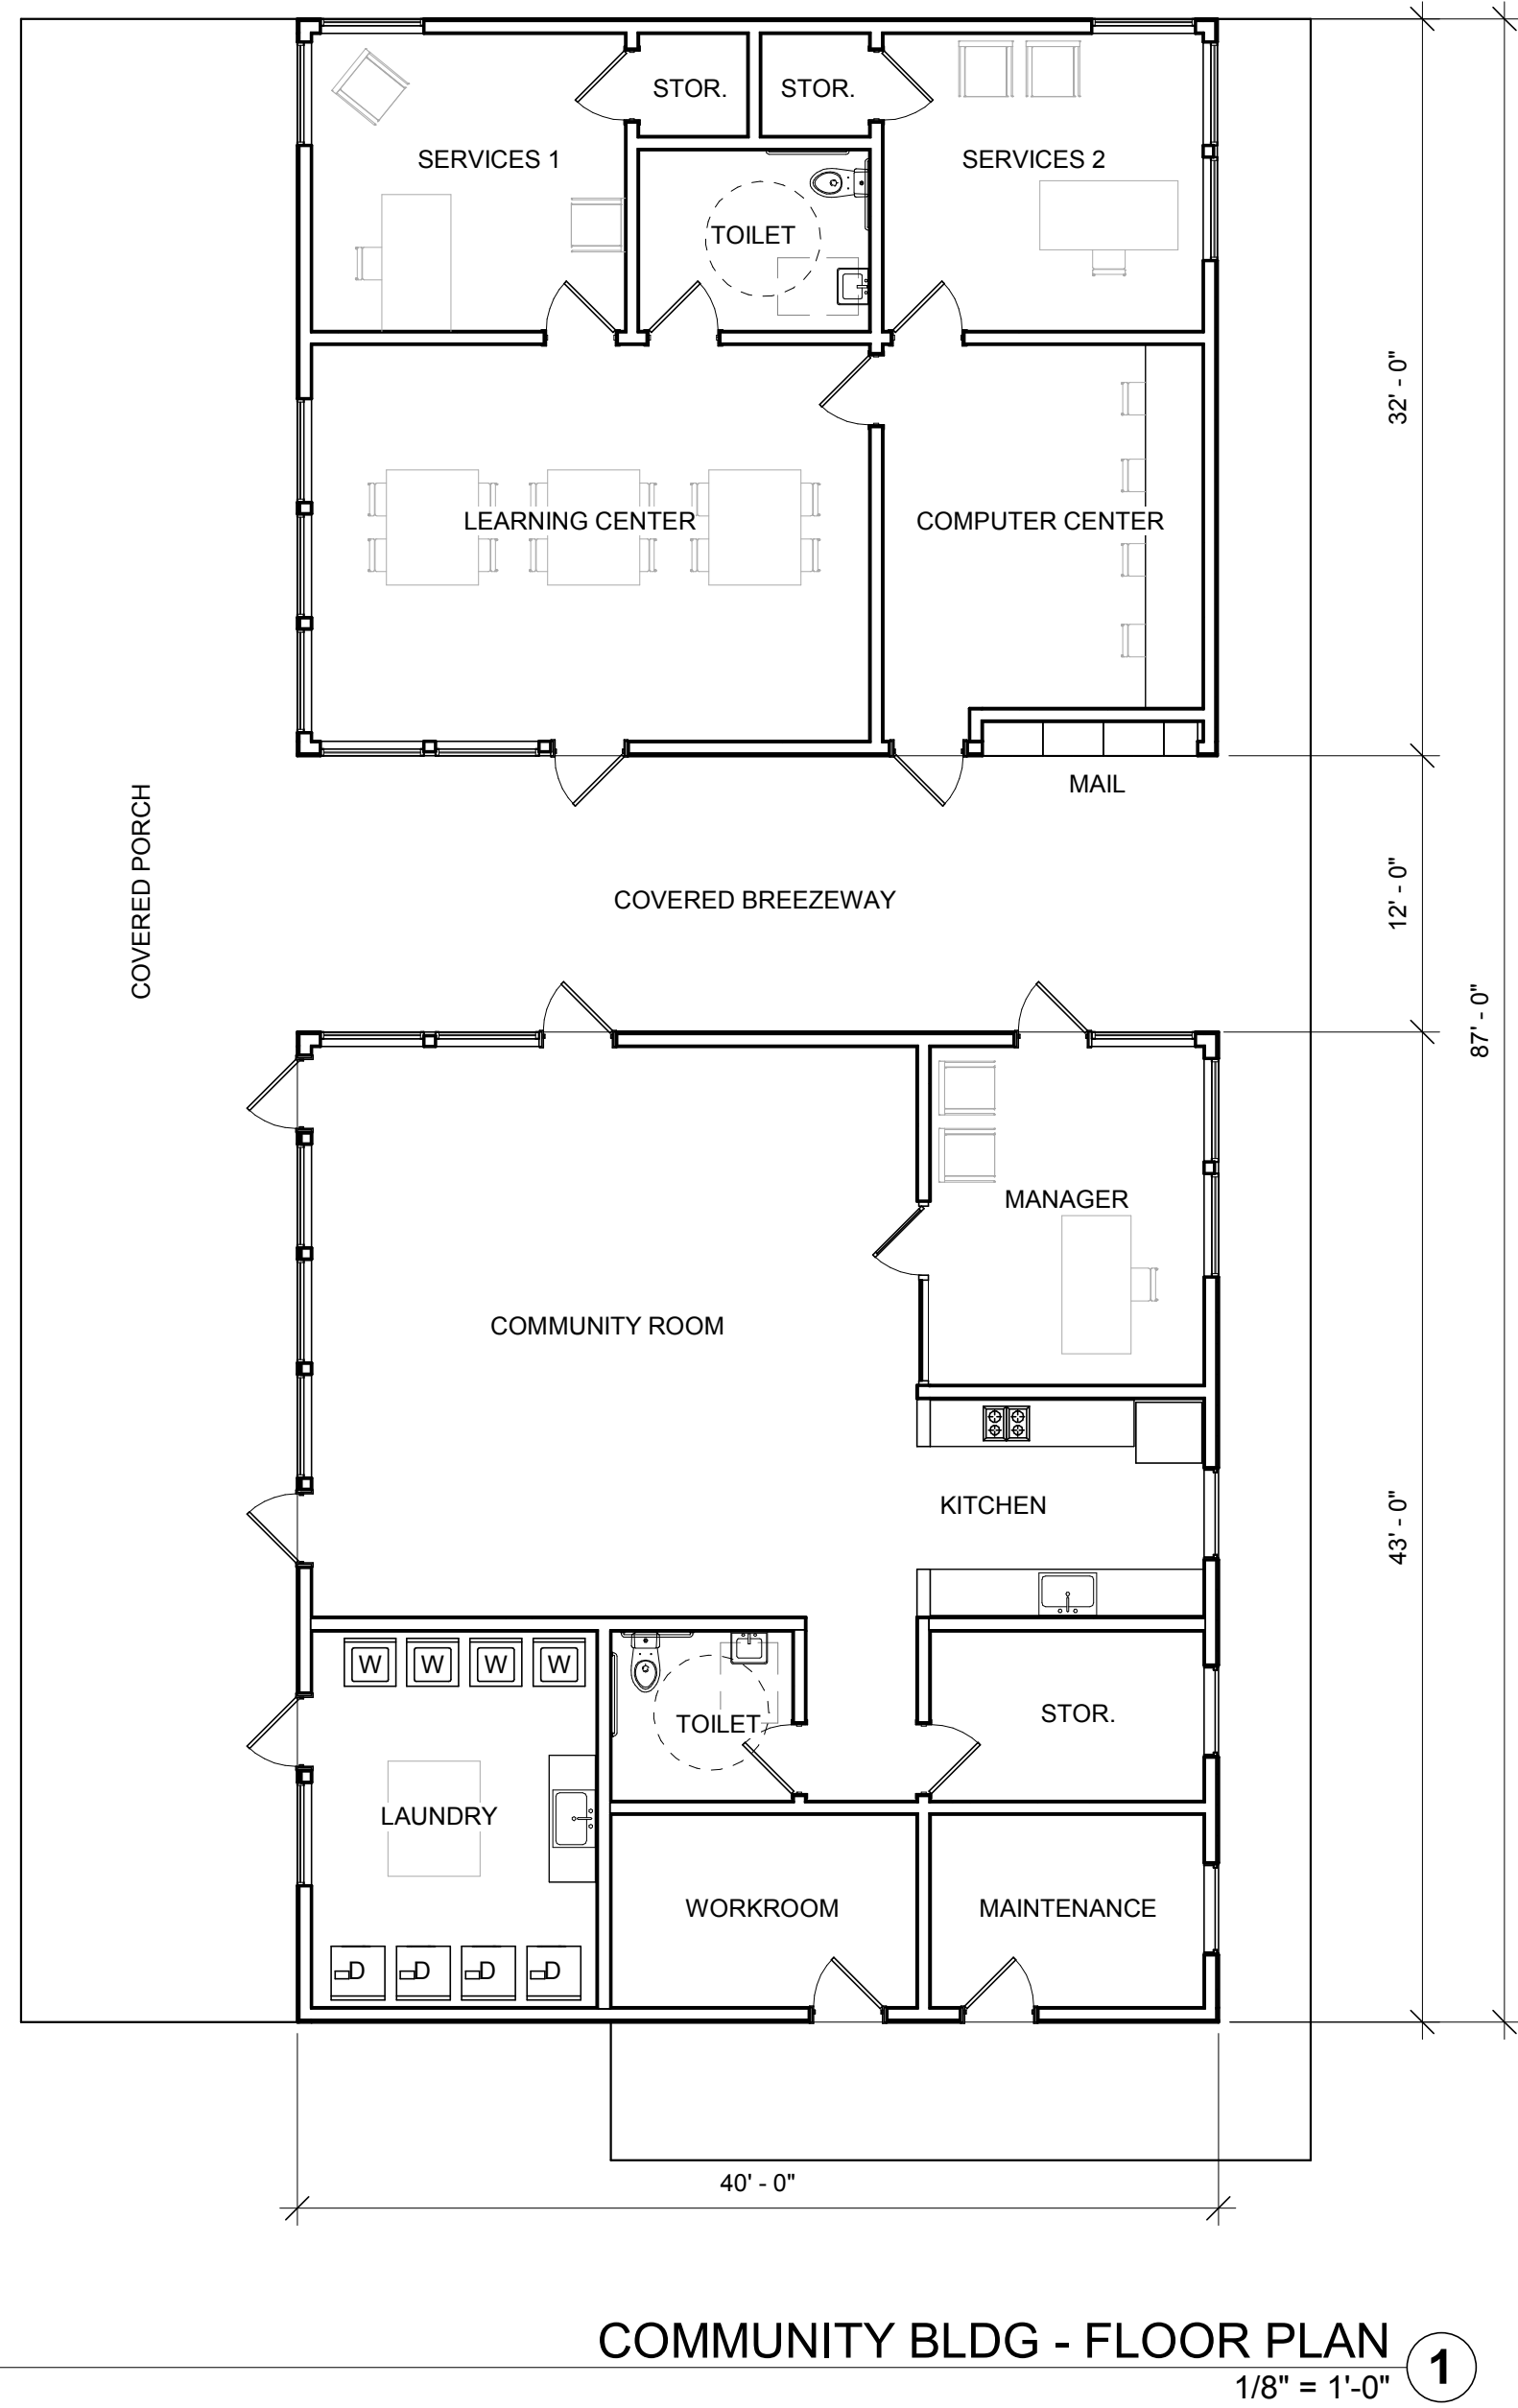 STOR.
STOR.
SERVICES 1
SERVICES 2
TOILET
32' - 0"
LEARNING CENTER
COMPUTER CENTER
MAIL
COVERED PORCH
COVERED BREEZEWAY
12' - 0"
87' - 0"
MANAGER
COMMUNITY ROOM
KITCHEN
43' - 0"
W
W
W
W
TOILET
STOR.
LAUNDRY
WORKROOM
MAINTENANCE
D
D
D
D
40' - 0"
COMMUNITY BLDG - FLOOR PLAN
1
1/8" = 1'-0"